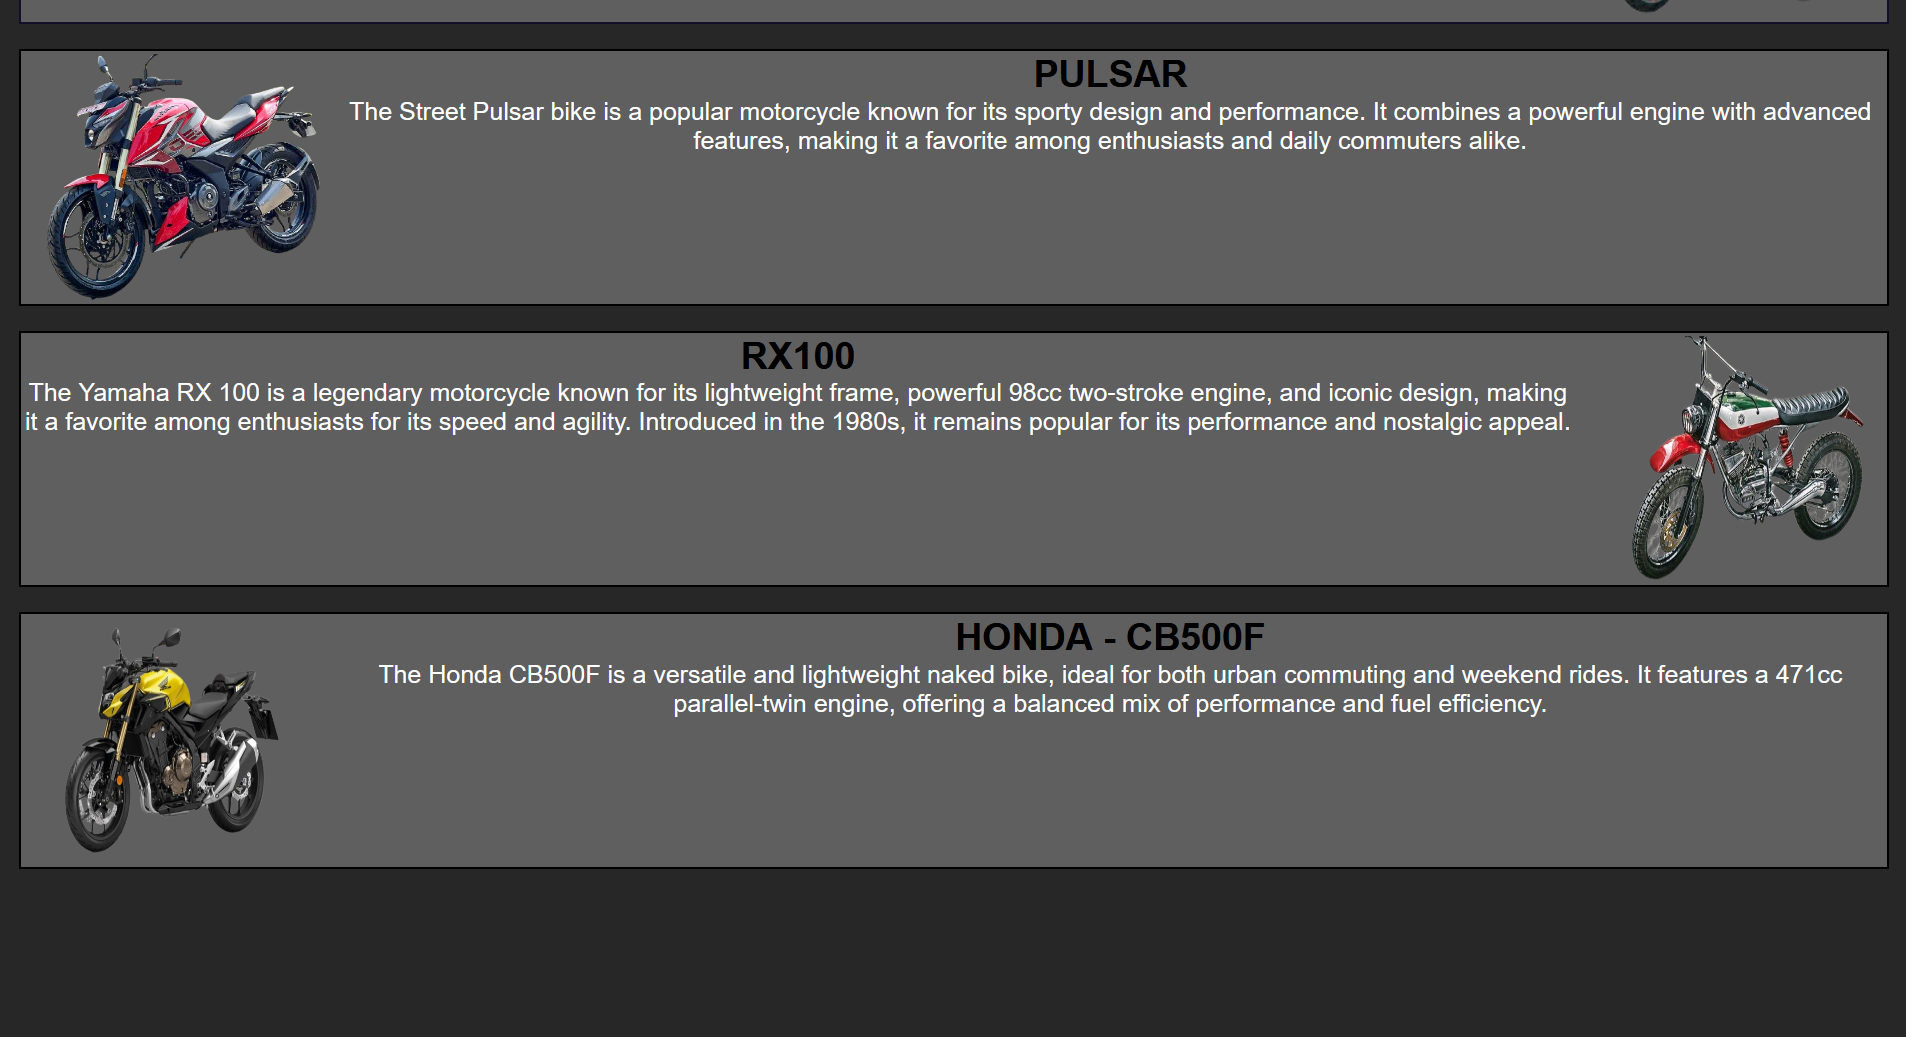 PULSAR
The Street Pulsar bike is a popular motorcycle known for its sporty design and performance. It combines a powerful engine with advanced
features, making it a favorite among enthusiasts and daily commuters alike.
RX100
The Yamaha RX 100 is a legendary motorcycle known for its lightweight frame, powerful 98cc two-stroke engine, and iconic design, making
it a favorite among enthusiasts for its speed and agility. Introduced in the 1980s, it remains popular for its performance and nostalgic appeal.
HONDA - CB500F
The Honda CB500F is a versatile and lightweight naked bike, ideal for both urban commuting and weekend rides. It features a 471cc
parallel-twin engine, offering a balanced mix of performance and fuel efficiency.